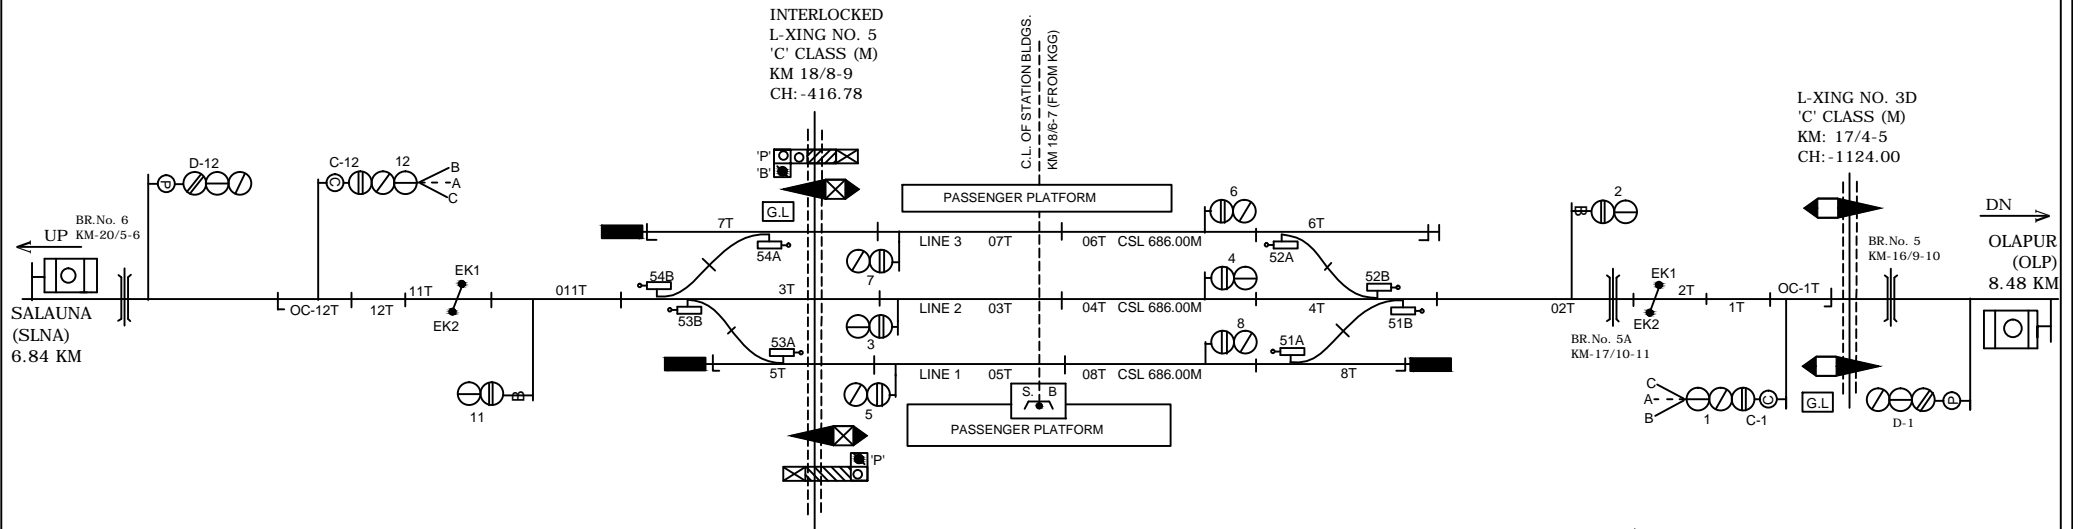 INTERLOCKED
L-XING NO. 5
'C' CLASS (M)
KM 18/8-9
CH:-416.78
C.L. OF STATION BLDGS.
KM 18/6-7 (FROM KGG)
L-XING NO. 3D
'C' CLASS (M)
KM: 17/4-5
CH:-1124.00
D-12
P
C-12
12
C
B
A
C
'P'
'B'
G.L
PASSENGER PLATFORM
6
2
B
DN
OLAPUR
(OLP)
8.48 KM
UP
BR.No. 6
KM-20/5-6
SALAUNA
(SLNA)
6.84 KM
7T
54A
LINE 3
07T
06T
CSL 686.00M
52A
6T
BR.No. 5
KM-16/9-10
7
4
OC-12T
12T
11T
EK1
EK2
011T
54B
53B
3T
LINE 2
03T
04T
CSL 686.00M
4T
52B
51B
02T
EK1
EK2
2T
1T
OC-1T
BR.No. 5A
KM-17/10-11
3
8
53A
5T
LINE 1
05T
08T
CSL 686.00M
51A
8T
11
B
5
S. B
PASSENGER PLATFORM
'P'
C
A
B
1
C-1
C
G.L
D-1
P